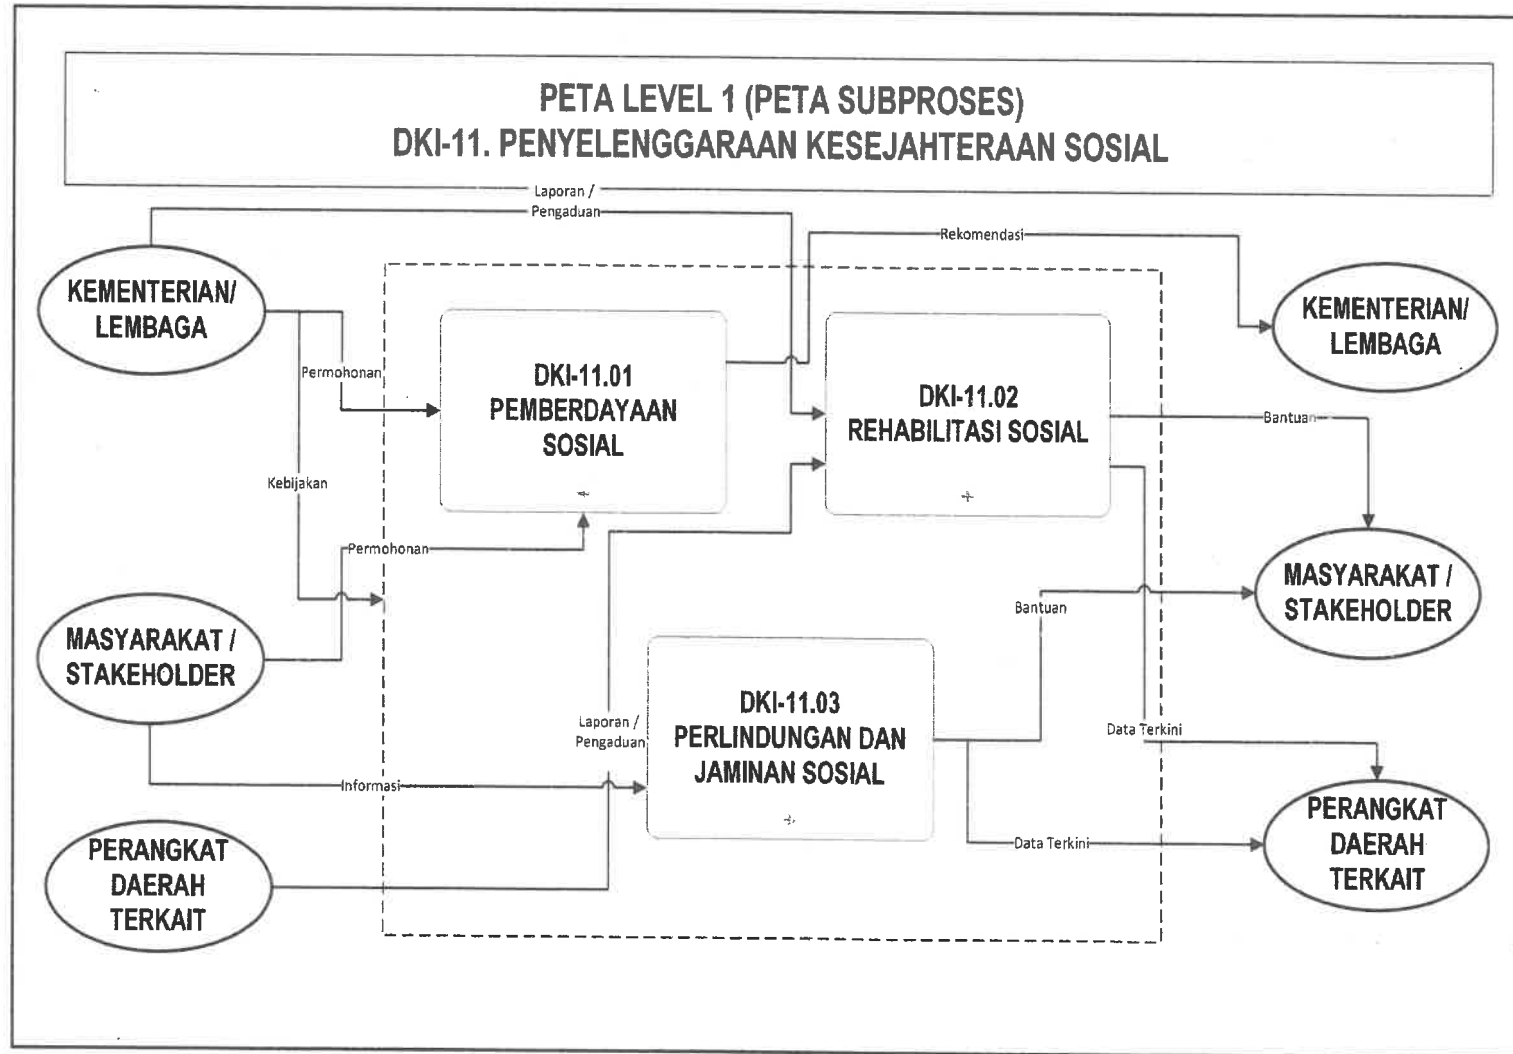 PETA LEVEL 1 (PETA SUBPROSES)
DKI-11. PENYELENGGARAAN KESEJAHTERAAN SOSIAL
Laporan /
Pengaduan
Rekomendasi
KEMENTERIAN/
LEMBAGA
KEMENTERIAN/
LEMBAGA
Permohonan
DKI-11.01
PEMBERDAYAAN
SOSIAL
DKI-11.02
REHABILITASI SOSIAL
Bantuan
Kebijakan
Permohonan
MASYARAKAT /
STAKEHOLDER
MASYARAKAT /
STAKEHOLDER
Bantuan
DKI-11.03
PERLINDUNGAN DAN
JAMINAN SOSIAL
Laporan /
Pengaduan
Data Terkini
Informasi
PERANGKAT
DAERAH
TERKAIT
Data Terkini
PERANGKAT
DAERAH
TERKAIT